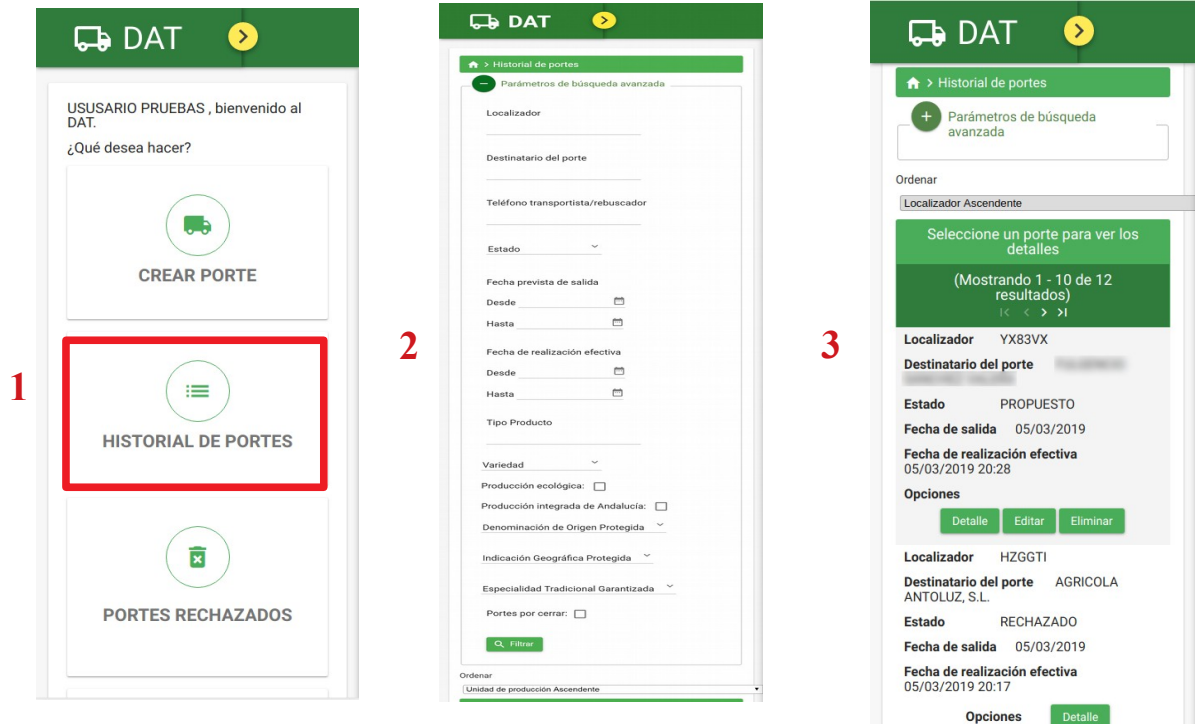 1
DAT
USUSARIO PRUEBAS , bienvenido al
DAT.
¿Qué desea hacer?
CREAR PORTE
HISTORIAL DE PORTES
PORTES RECHAZADOS
2
DAT
> Historial de portes
Parámetros de búsqueda avanzada
Localizador
Destinatario del porte
Teléfono transportista/rebuscador
Estado
Fecha prevista de salida
Desde
Hasta
Fecha de realización efectiva
Desde
Hasta
Tipo Producto
Variedad
Producción ecológica:
Producción integrada de Andalucía:
Denominación de Origen Protegida
Indicación Geográfica Protegida
Especialidad Tradicional Garantizada
Portes por cerrar:
Filtrar
Ordenar
Unidad de producción Ascendente
3
DAT
> Historial de portes
Parámetros de búsqueda
avanzada
Ordenar
Localizador Ascendente
Seleccione un porte para ver los
detalles
(Mostrando 1 - 10 de 12
resultados)
Localizador YX83VX
Destinatario del porte
Estado PROPUESTO
Fecha de salida 05/03/2019
Fecha de realización efectiva
05/03/2019 20:28
Opciones
Detalle Editar Eliminar
Localizador HZGGTI
Destinatario del porte AGRICOLA
ANTOLUZ, S.L.
Estado RECHAZADO
Fecha de salida 05/03/2019
Fecha de realización efectiva
05/03/2019 20:17
Opciones Detalle